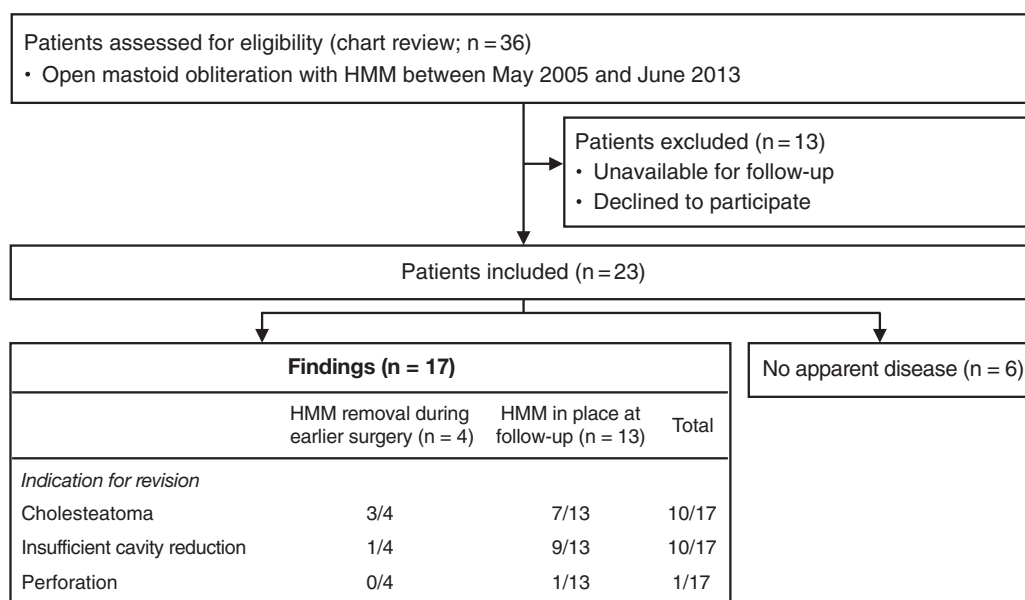 Patients assessed for eligibility (chart review; n = 36)
• Open mastoid obliteration with HMM between May 2005 and June 2013
Patients excluded (n = 13)
• Unavailable for follow-up
• Declined to participate
Patients included (n = 23)
Findings (n = 17)
HMM removal during earlier surgery (n = 4)
HMM in place at follow-up (n = 13)
Total
Indication for revision
Cholesteatoma 3/4 7/13 10/17
Insufficient cavity reduction 1/4 9/13 10/17
Perforation 0/4 1/13 1/17
No apparent disease (n = 6)